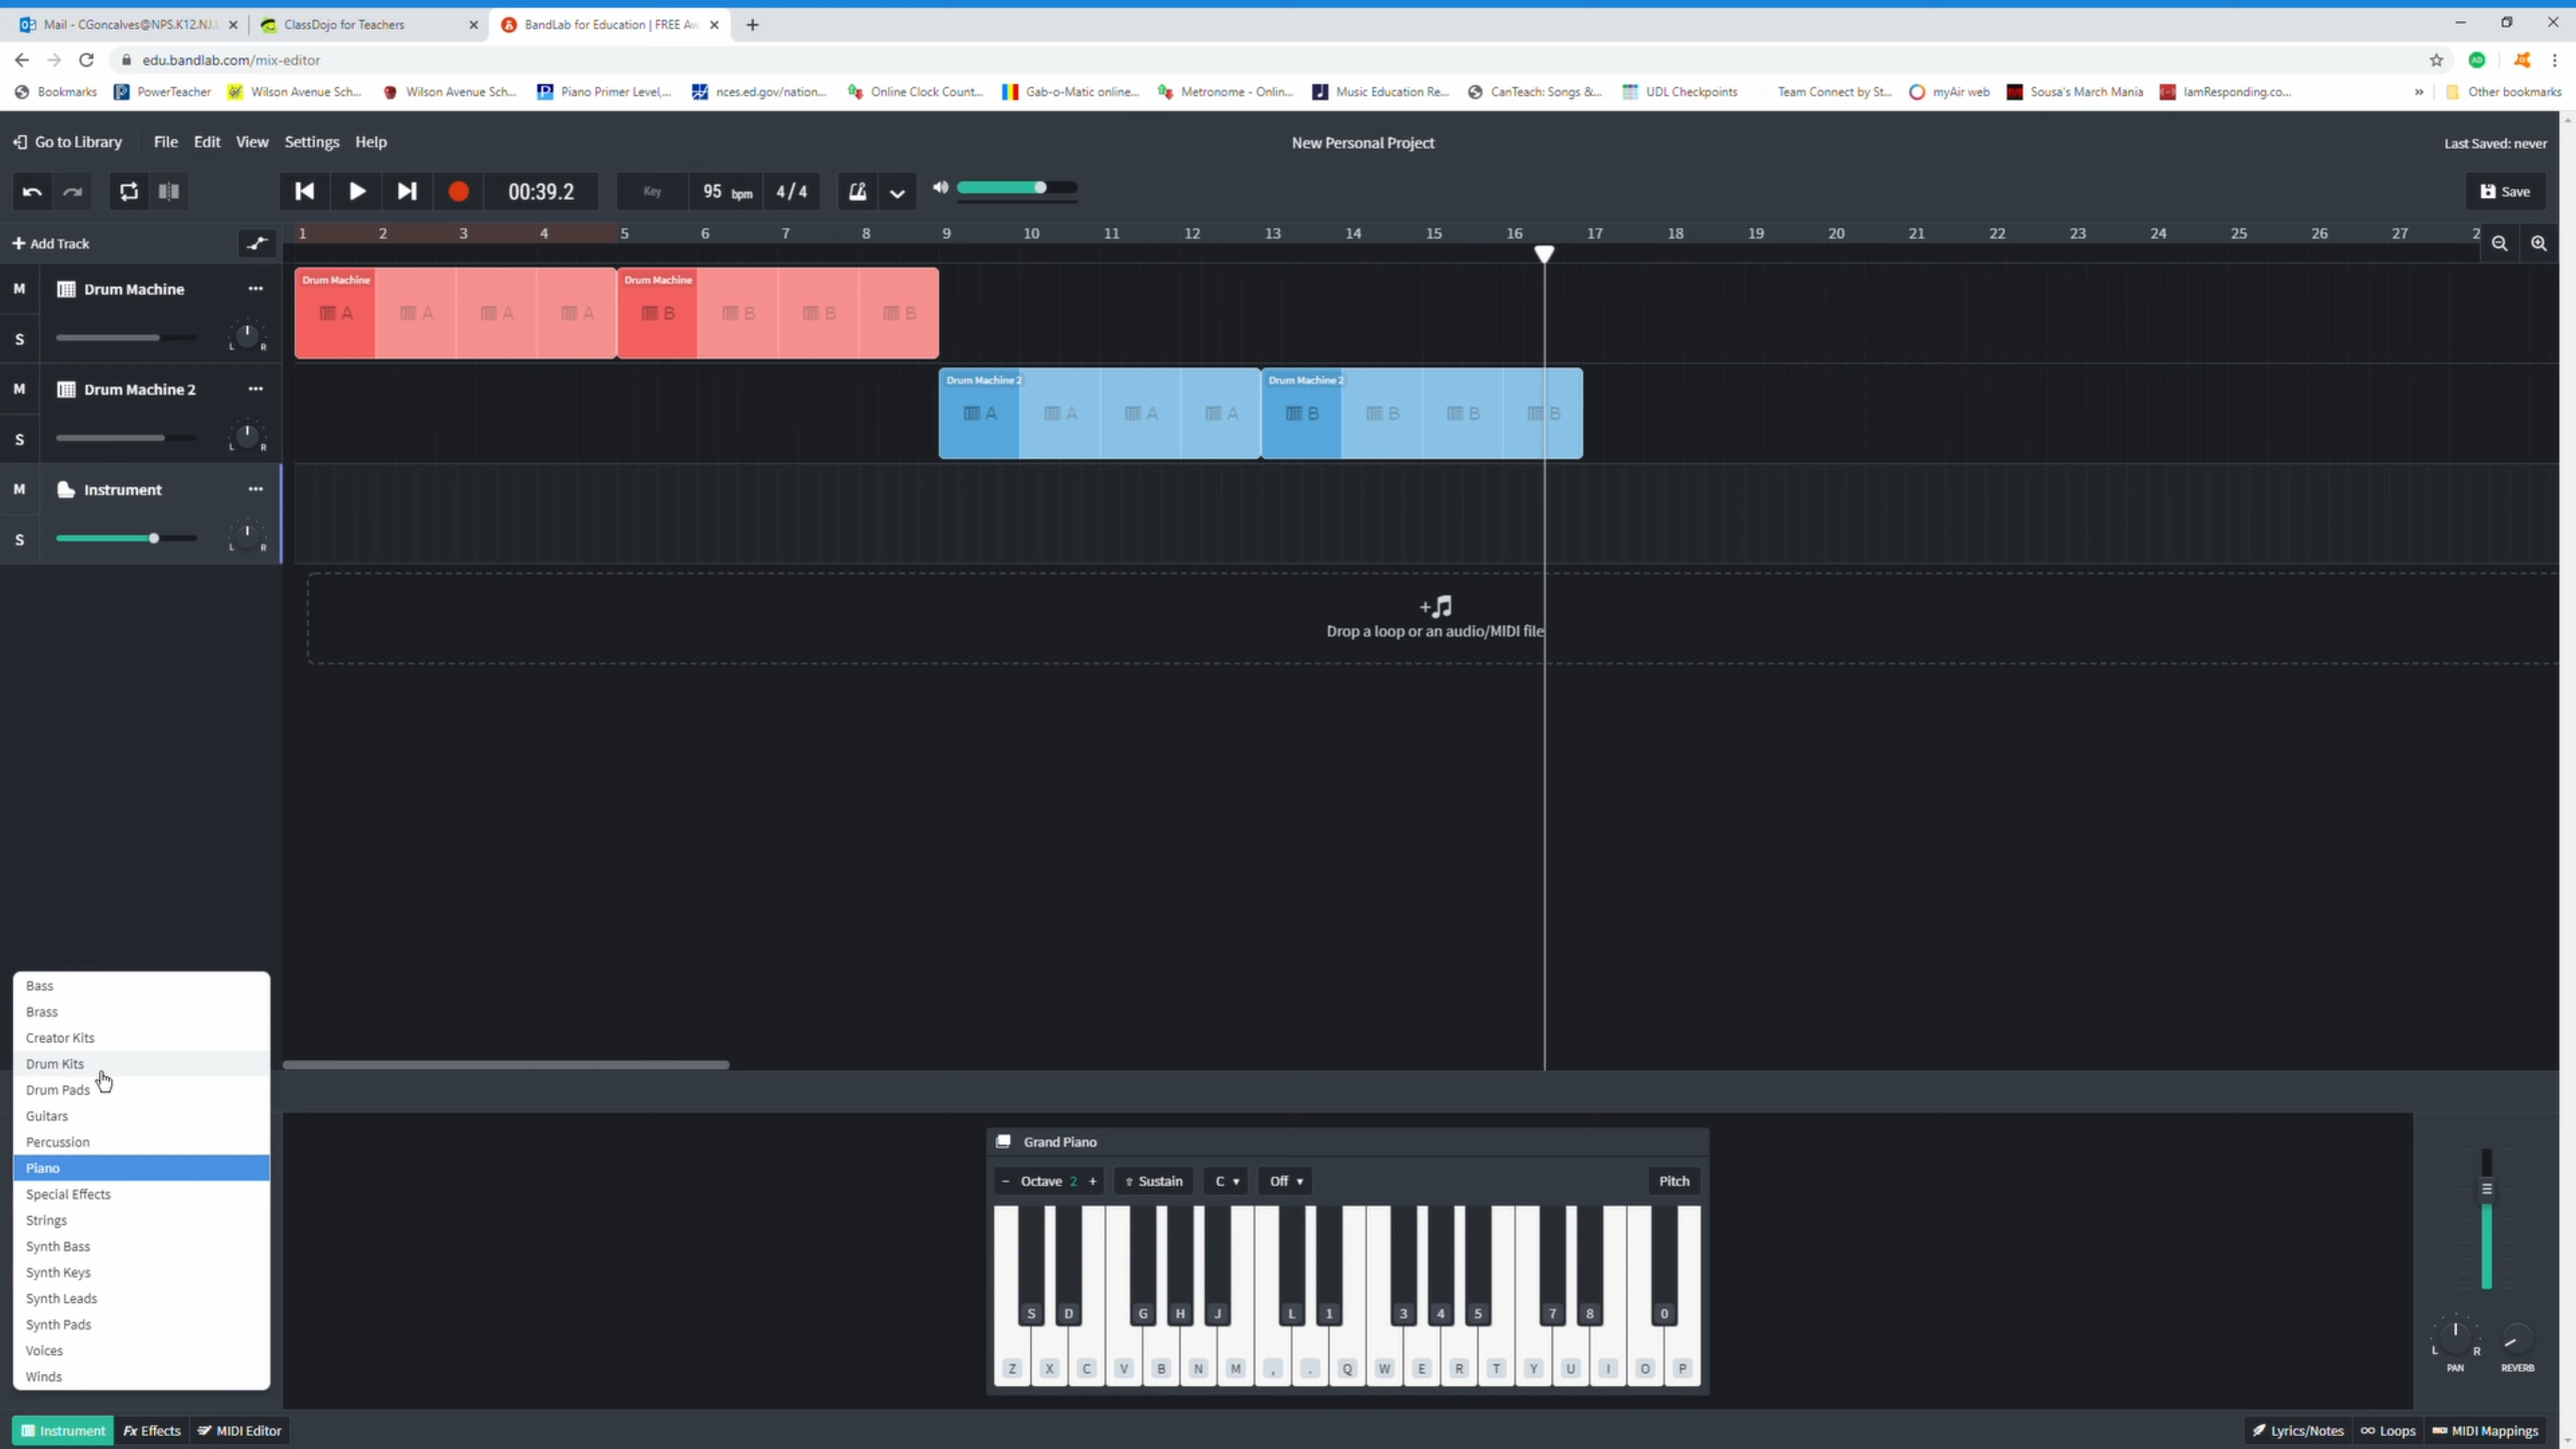 Mail - CGoncalves@NPS.K12.NJ.
ClassDojo for Teachers
BandLab for Education | FREE Aw
edu.bandlab.com/mix-editor
Bookmarks PowerTeacher Wilson Avenue Sch... Wilson Avenue Sch... Piano Primer Level,... nces.ed.gov/nation... Online Clock Count... Gab-o-Matic online... Metronome - Onlin... Music Education Re... CanTeach: Songs &... UDL Checkpoints Team Connect by St... myAir web Sousa's March Mania IamResponding.co... » Other bookmarks
Go to Library File Edit View Settings Help New Personal Project Last Saved: never
00:39.2 Key 95 bpm 4/4 Save
+ Add Track 1 2 3 4 5 6 7 8 9 10 11 12 13 14 15 16 17 18 19 20 21 22 23 24 25 26 27 2
M Drum Machine ... Drum Machine Drum Machine
A A A A B B B B
S L R
M Drum Machine 2 ... Drum Machine 2 Drum Machine 2
A A A A B B B B
S L R
M Instrument ...
S L R
Drop a loop or an audio/MIDI file
Bass
Brass
Creator Kits
Drum Kits
Drum Pads
Guitars
Percussion
Piano
Special Effects
Strings
Synth Bass
Synth Keys
Synth Leads
Synth Pads
Voices
Winds
Grand Piano
- Octave 2 + Sustain C Off Pitch
S D G H J L 1 3 4 5 7 8 0
Z X C V B N M , . Q W E R T Y U I O P
L R
PAN REVERB
Instrument Fx Effects MIDI Editor Lyrics/Notes Loops MIDI Mappings